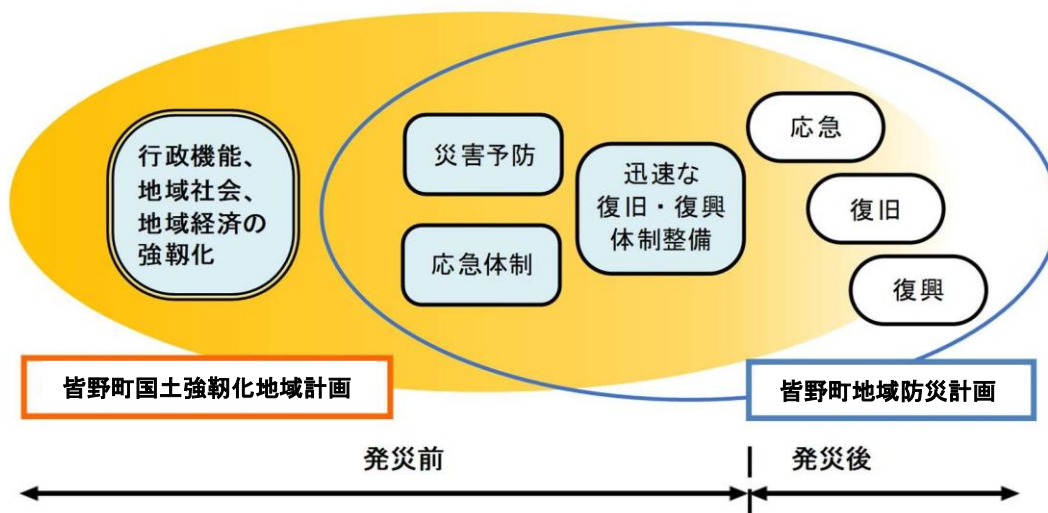 行政機能、
地域社会、
地域経済の
強靱化
災害予防
応急体制
迅速な
復旧・復興
体制整備
応急
復旧
復興
皆野町国土強靭化地域計画
皆野町地域防災計画
発災前
発災後